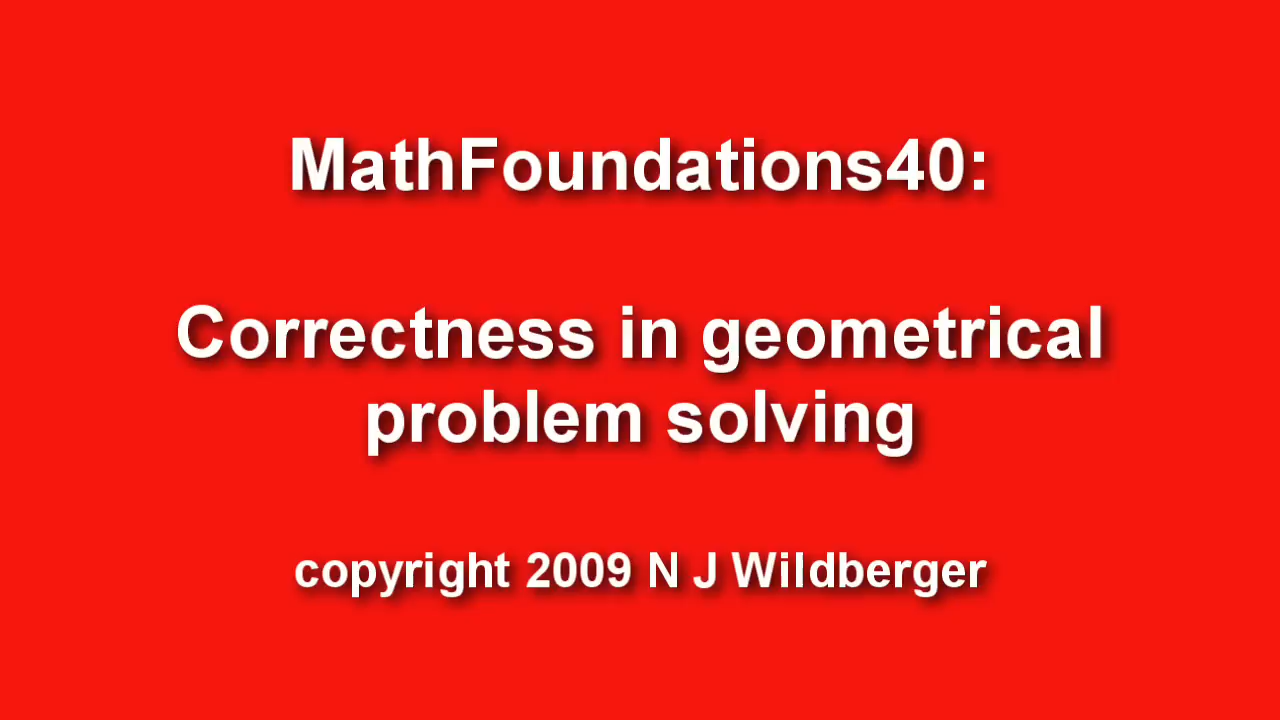 MathFoundations40:
Correctness in geometrical
problem solving
copyright 2009 N J Wildberger